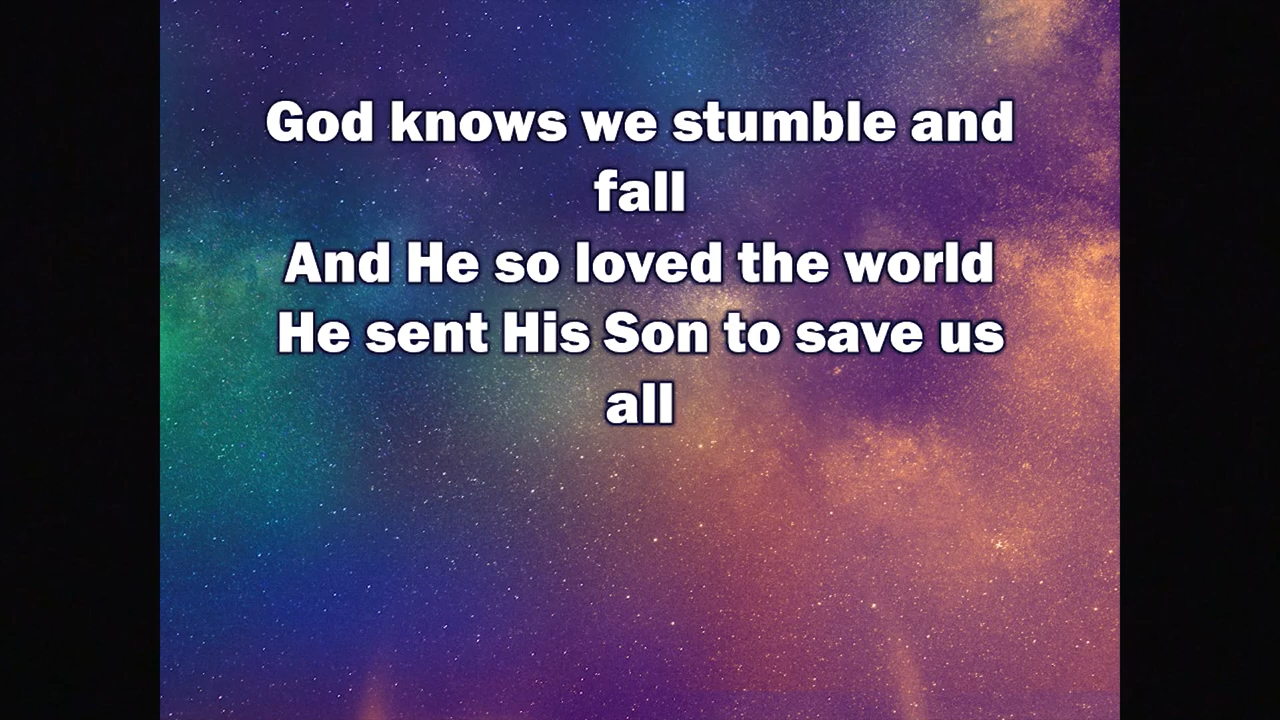 God knows we stumble and
fall
And He so loved the world
He sent His Son to save us
all